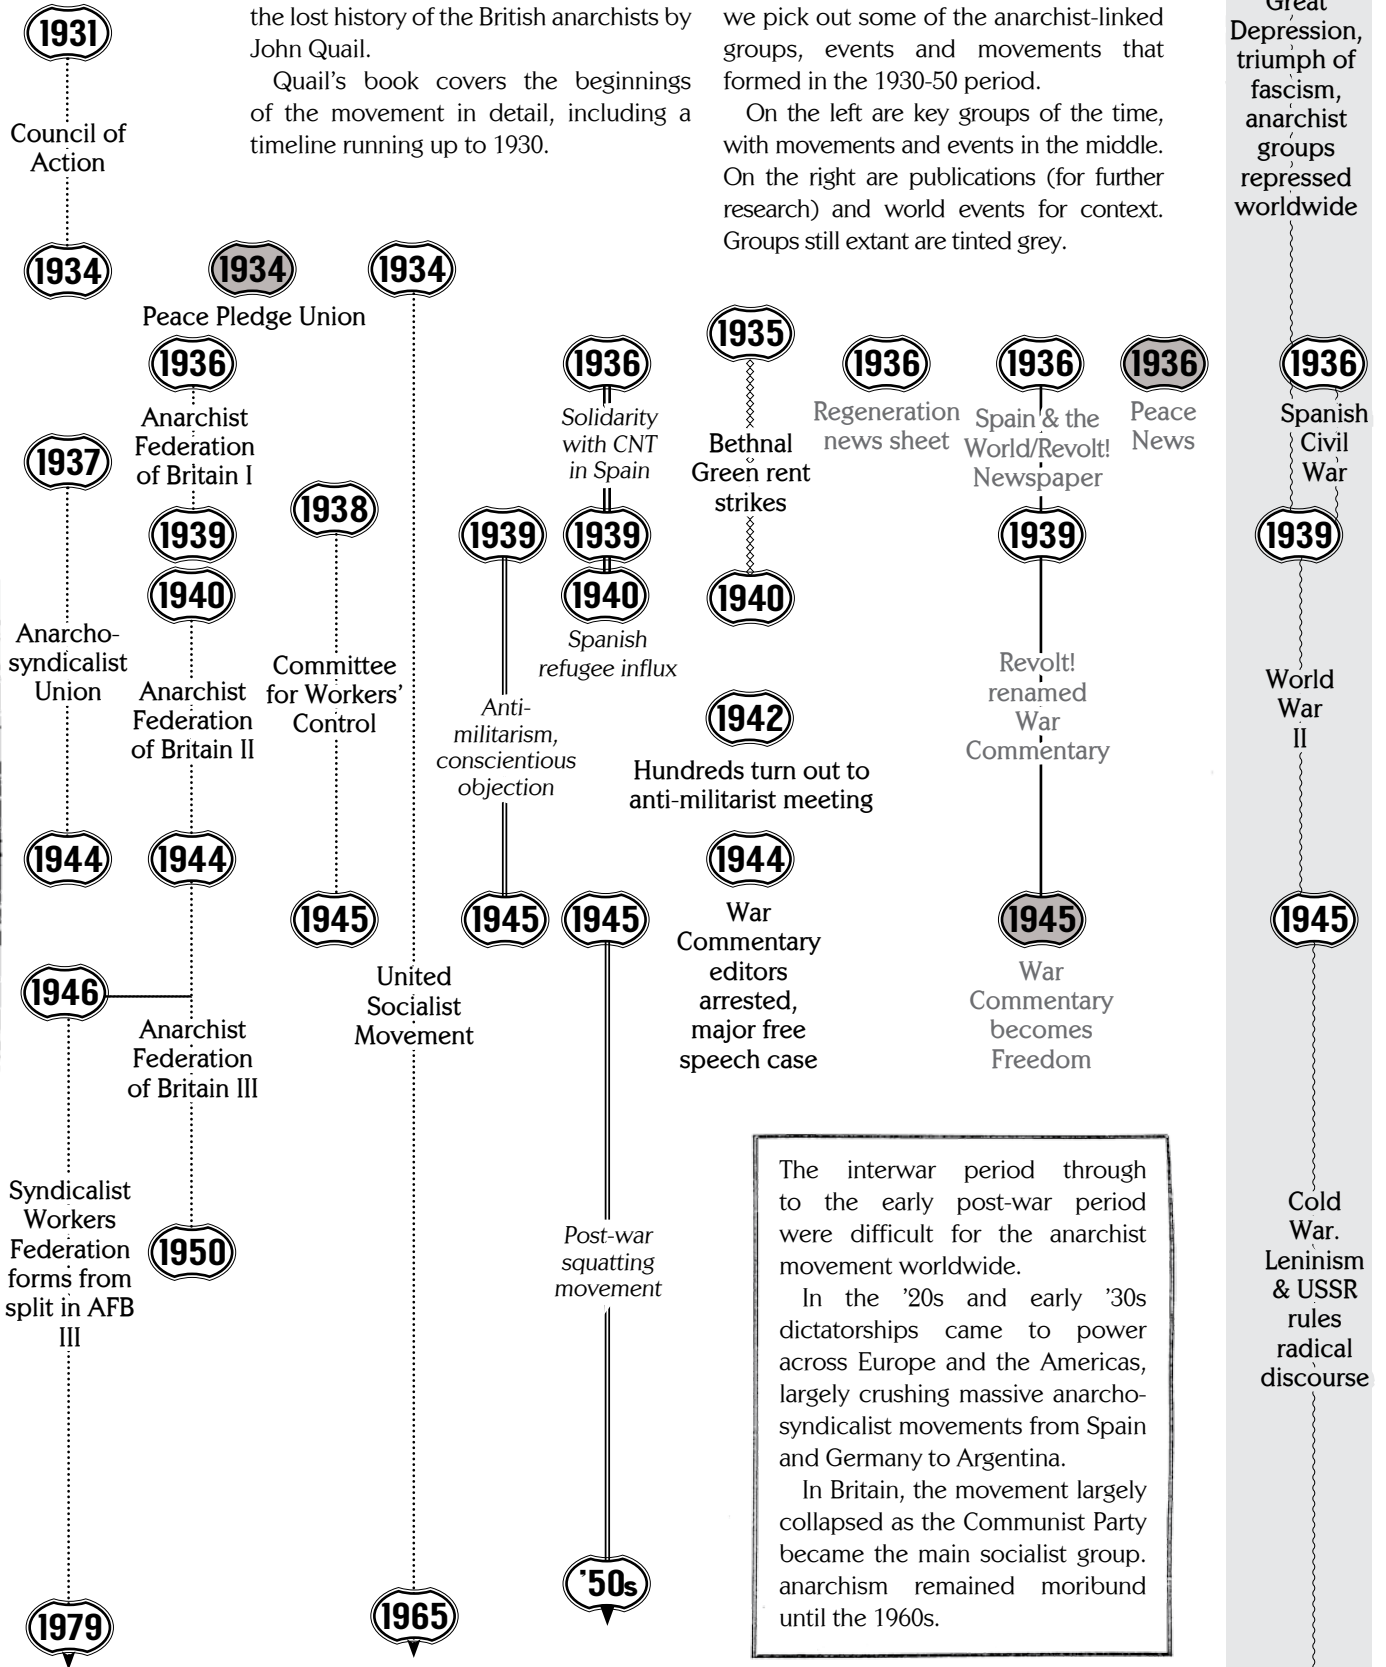 1931
Council of
Action
1934
the lost history of the British anarchists by
John Quail.
Quail's book covers the beginnings
of the movement in detail, including a
timeline running up to 1930.
we pick out some of the anarchist-linked
groups, events and movements that
formed in the 1930-50 period.
On the left are key groups of the time,
with movements and events in the middle.
On the right are publications (for further
research) and world events for context.
Groups still extant are tinted grey.
Great
Depression,
triumph of
fascism,
anarchist
groups
repressed
worldwide
1934
Peace Pledge Union
1934
United
Socialist
Movement
1965
1936
Anarchist
Federation
of Britain I
1939
1940
Anarchist
Federation
of Britain II
1944
Anarchist
Federation
of Britain III
1950
1937
Anarcho-
syndicalist
Union
1944
1946
Syndicalist
Workers
Federation
forms from
split in AFB
III
1979
1938
Committee
for Workers'
Control
1945
1939
Anti-
militarism,
conscientious
objection
1945
1936
Solidarity
with CNT
in Spain
1939
1940
Spanish
refugee influx
1945
Post-war
squatting
movement
'50s
1935
Bethnal
Green rent
strikes
1940
1942
Hundreds turn out to
anti-militarist meeting
1944
War
Commentary
editors
arrested,
major free
speech case
1936
Regeneration
news sheet
1936
Spain & the
World/Revolt!
Newspaper
1939
Revolt!
renamed
War
Commentary
1945
War
Commentary
becomes
Freedom
1936
Peace
News
1936
Spanish
Civil
War
1939
World
War
II
1945
Cold
War.
Leninism
& USSR
rules
radical
discourse
The interwar period through
to the early post-war period
were difficult for the anarchist
movement worldwide.
In the '20s and early '30s
dictatorships came to power
across Europe and the Americas,
largely crushing massive anarcho-
syndicalist movements from Spain
and Germany to Argentina.
In Britain, the movement largely
collapsed as the Communist Party
became the main socialist group.
anarchism remained moribund
until the 1960s.